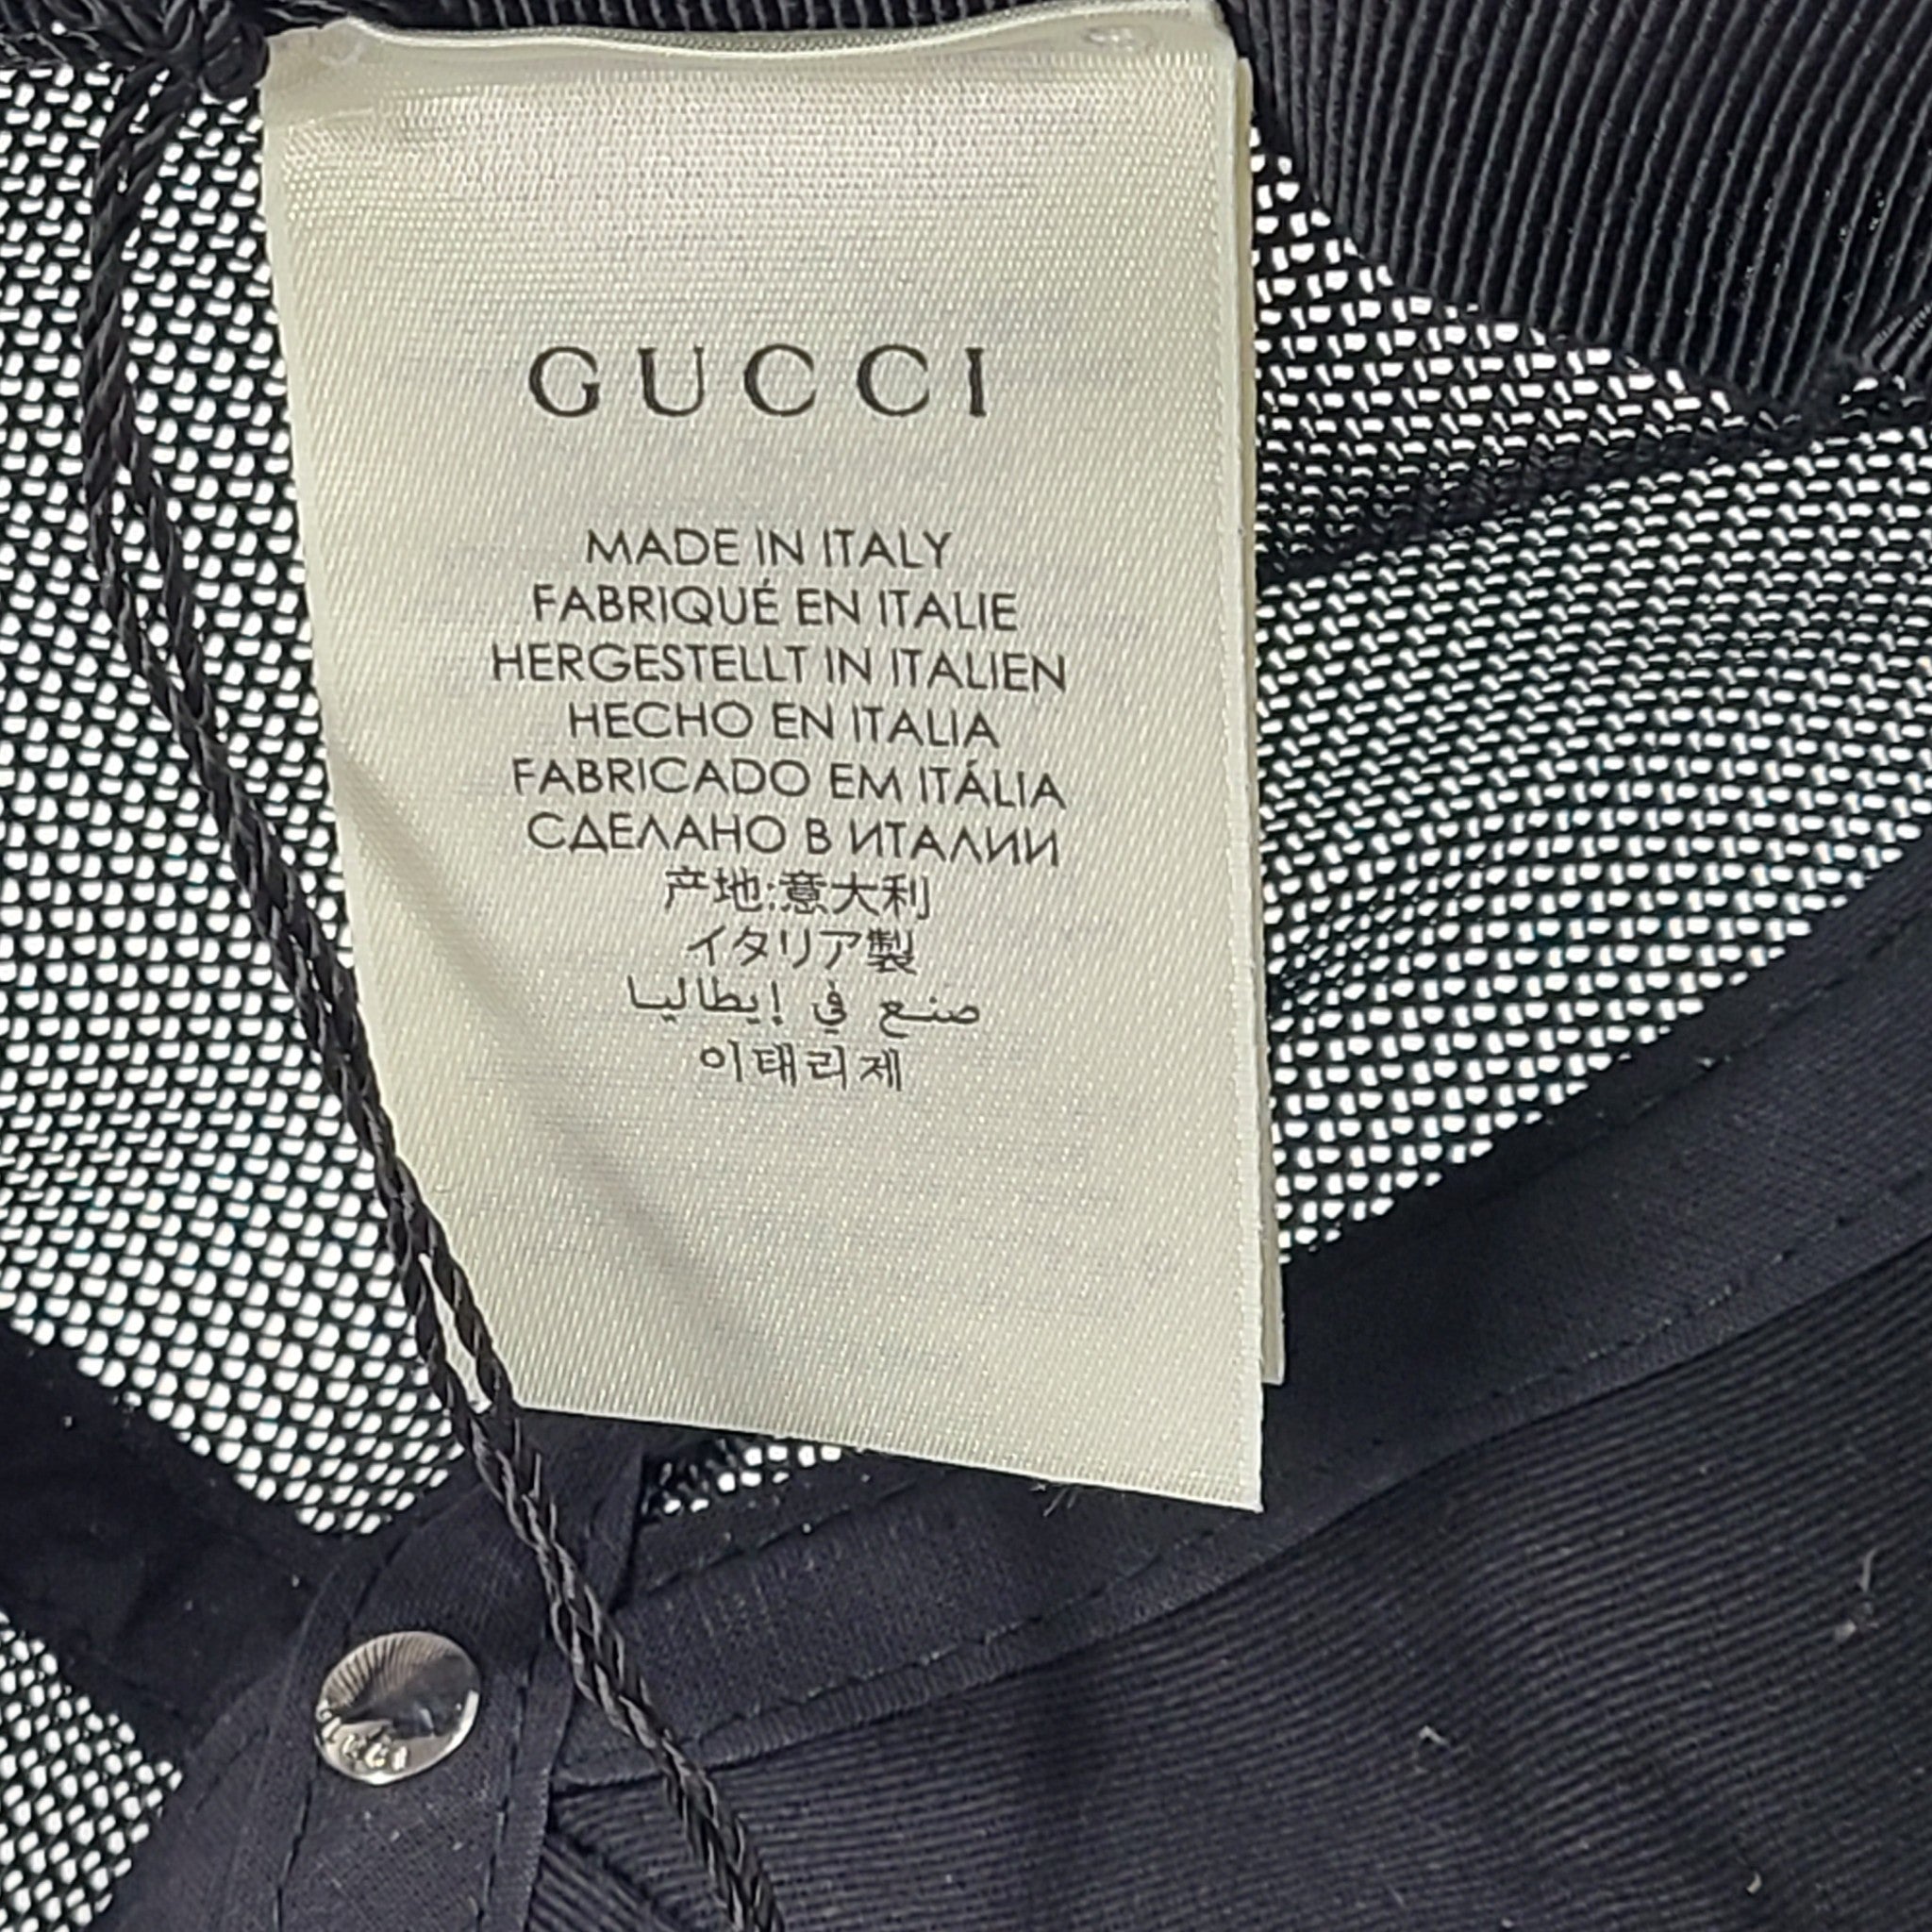 GUCCI
MADE IN ITALY
FABRIQUÉ EN ITALIE
HERGESTELLT IN ITALIEN
HECHO EN ITALIA
FABRICADO EM ITÁLIA
СДЕЛАНО В ИТАЛИИ
产地:意大利
イタリア製
صنع في إيطاليا
이태리제